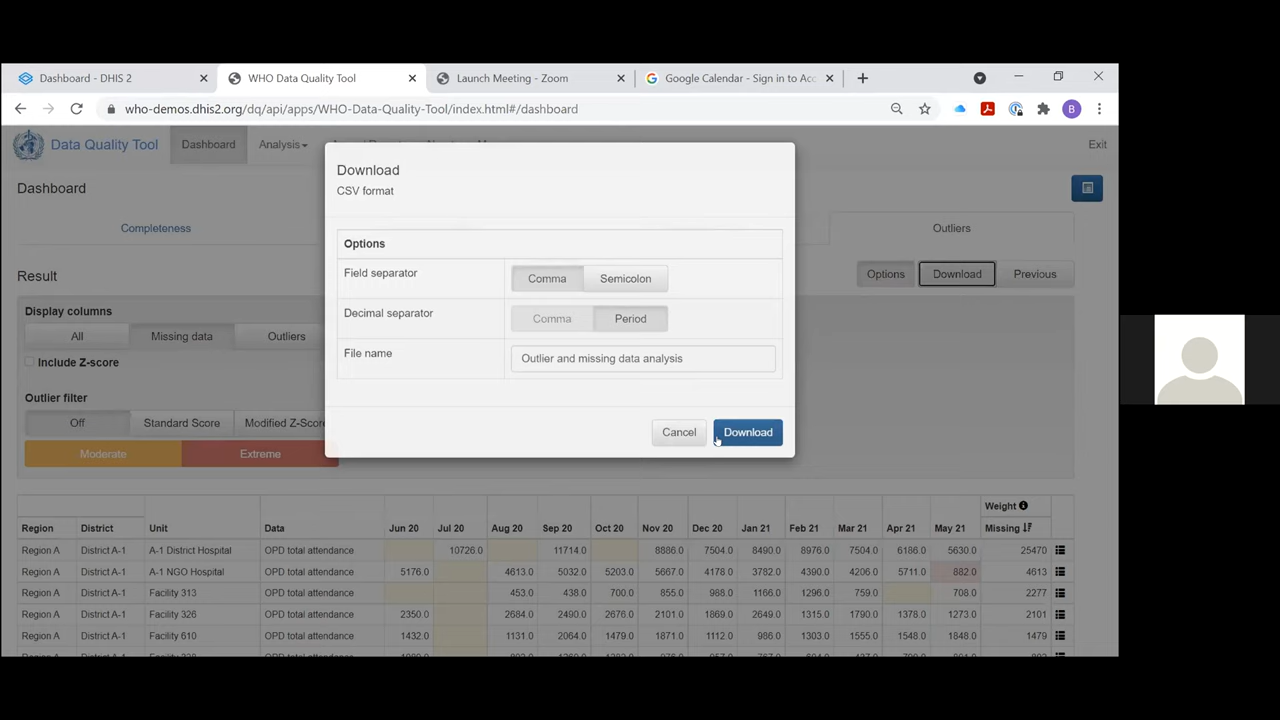 Dashboard - DHIS 2
WHO Data Quality Tool
Launch Meeting - Zoom
Google Calendar - Sign in to Acc
who-demos.dhis2.org/dq/api/apps/WHO-Data-Quality-Tool/index.html#/dashboard
B
Data Quality Tool
Dashboard
Analysis
Exit
Dashboard
Completeness
Outliers
Result
Options
Download
Previous
Display columns
All
Missing data
Outliers
Include Z-score
Outlier filter
Off
Standard Score
Modified Z-Score
Moderate
Extreme
Download
CSV format
Options
Field separator
Comma
Semicolon
Decimal separator
Comma
Period
File name
Outlier and missing data analysis
Cancel
Download
Weight
Region District Unit Data Jun 20 Jul 20 Aug 20 Sep 20 Oct 20 Nov 20 Dec 20 Jan 21 Feb 21 Mar 21 Apr 21 May 21 Missing
Region A District A-1 A-1 District Hospital OPD total attendance 10726.0 11714.0 8886.0 7504.0 8490.0 8976.0 7504.0 6186.0 5630.0 25470
Region A District A-1 A-1 NGO Hospital OPD total attendance 5176.0 4613.0 5032.0 5203.0 5667.0 4178.0 3782.0 4390.0 4206.0 5711.0 882.0 4613
Region A District A-1 Facility 313 OPD total attendance 453.0 438.0 700.0 855.0 988.0 1166.0 1296.0 759.0 708.0 2277
Region A District A-1 Facility 326 OPD total attendance 2350.0 2684.0 2490.0 2676.0 2101.0 1869.0 2649.0 1315.0 1790.0 1378.0 1273.0 2101
Region A District A-1 Facility 610 OPD total attendance 1432.0 1131.0 2064.0 1479.0 1871.0 1112.0 986.0 1303.0 1555.0 1548.0 1848.0 1479